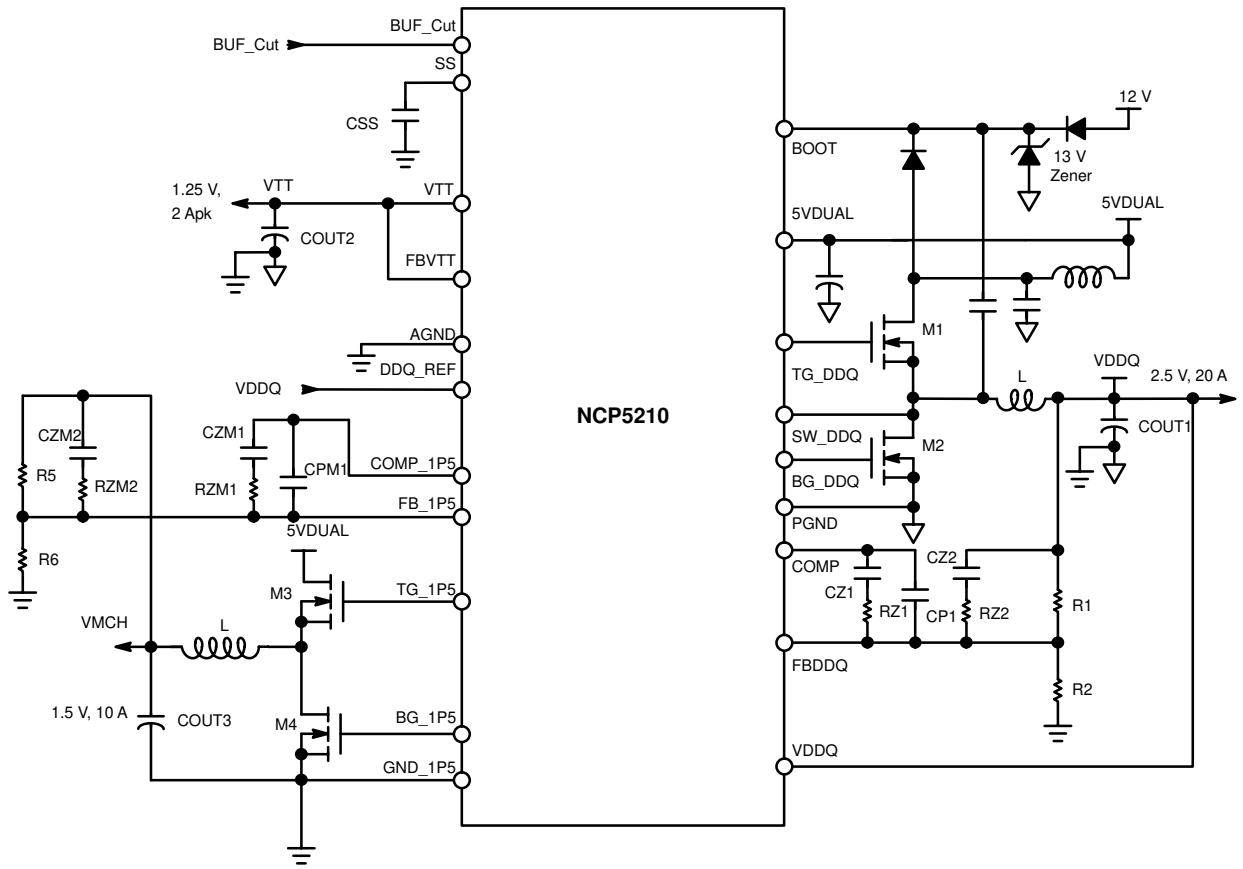 BUF_Cut
BUF_Cut
SS
CSS
1.25 V,
2 Apk
VTT
VTT
COUT2
FBVTT
AGND
DDQ_REF
VDDQ
CZM2
CZM1
CPM1
COMP_1P5
R5
RZM2
RZM1
FB_1P5
5VDUAL
R6
M3
TG_1P5
VMCH
L
1.5 V, 10 A
COUT3
M4
BG_1P5
GND_1P5
NCP5210
12 V
BOOT
13 V
Zener
5VDUAL
5VDUAL
M1
TG_DDQ
VDDQ
2.5 V, 20 A
L
COUT1
SW_DDQ
M2
BG_DDQ
PGND
COMP
CZ1
RZ1
CP1
CZ2
RZ2
R1
FBDDQ
R2
VDDQ